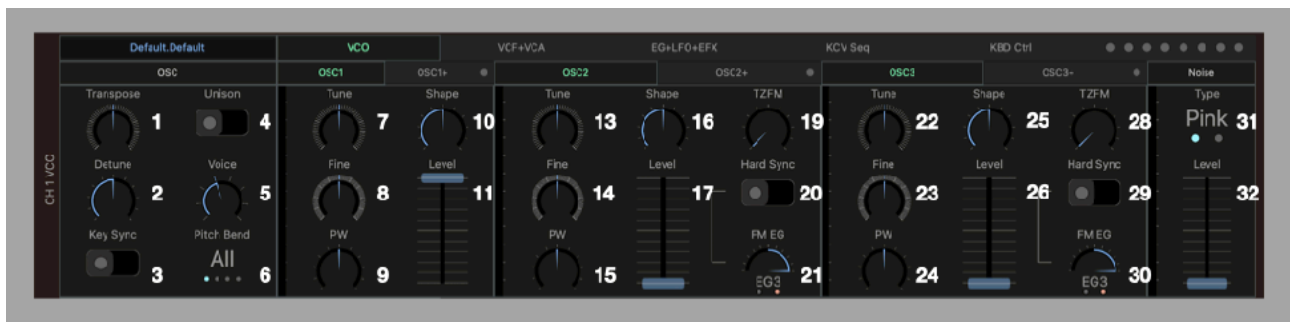 Default.Default VCO VCF+VCA EG+LFO+EFX KCV Seq KBD Ctrl
OSC OSC1 OSC1+ OSC2 OSC2+ OSC3 OSC3+ Noise
Transpose Unison Tune Shape Tune Shape TZFM Tune Shape TZFM Type
1 4 7 10 13 16 19 22 25 28 Pink 31
Detune Voice Fine Level Fine Level Hard Sync Fine Level Hard Sync Level
2 5 8 11 14 17 20 23 26 29 32
Key Sync Pitch Bend PW PW FM EG PW FM EG
All
3 6 9 15 EG3 21 24 EG3 30
CH 1 VCC